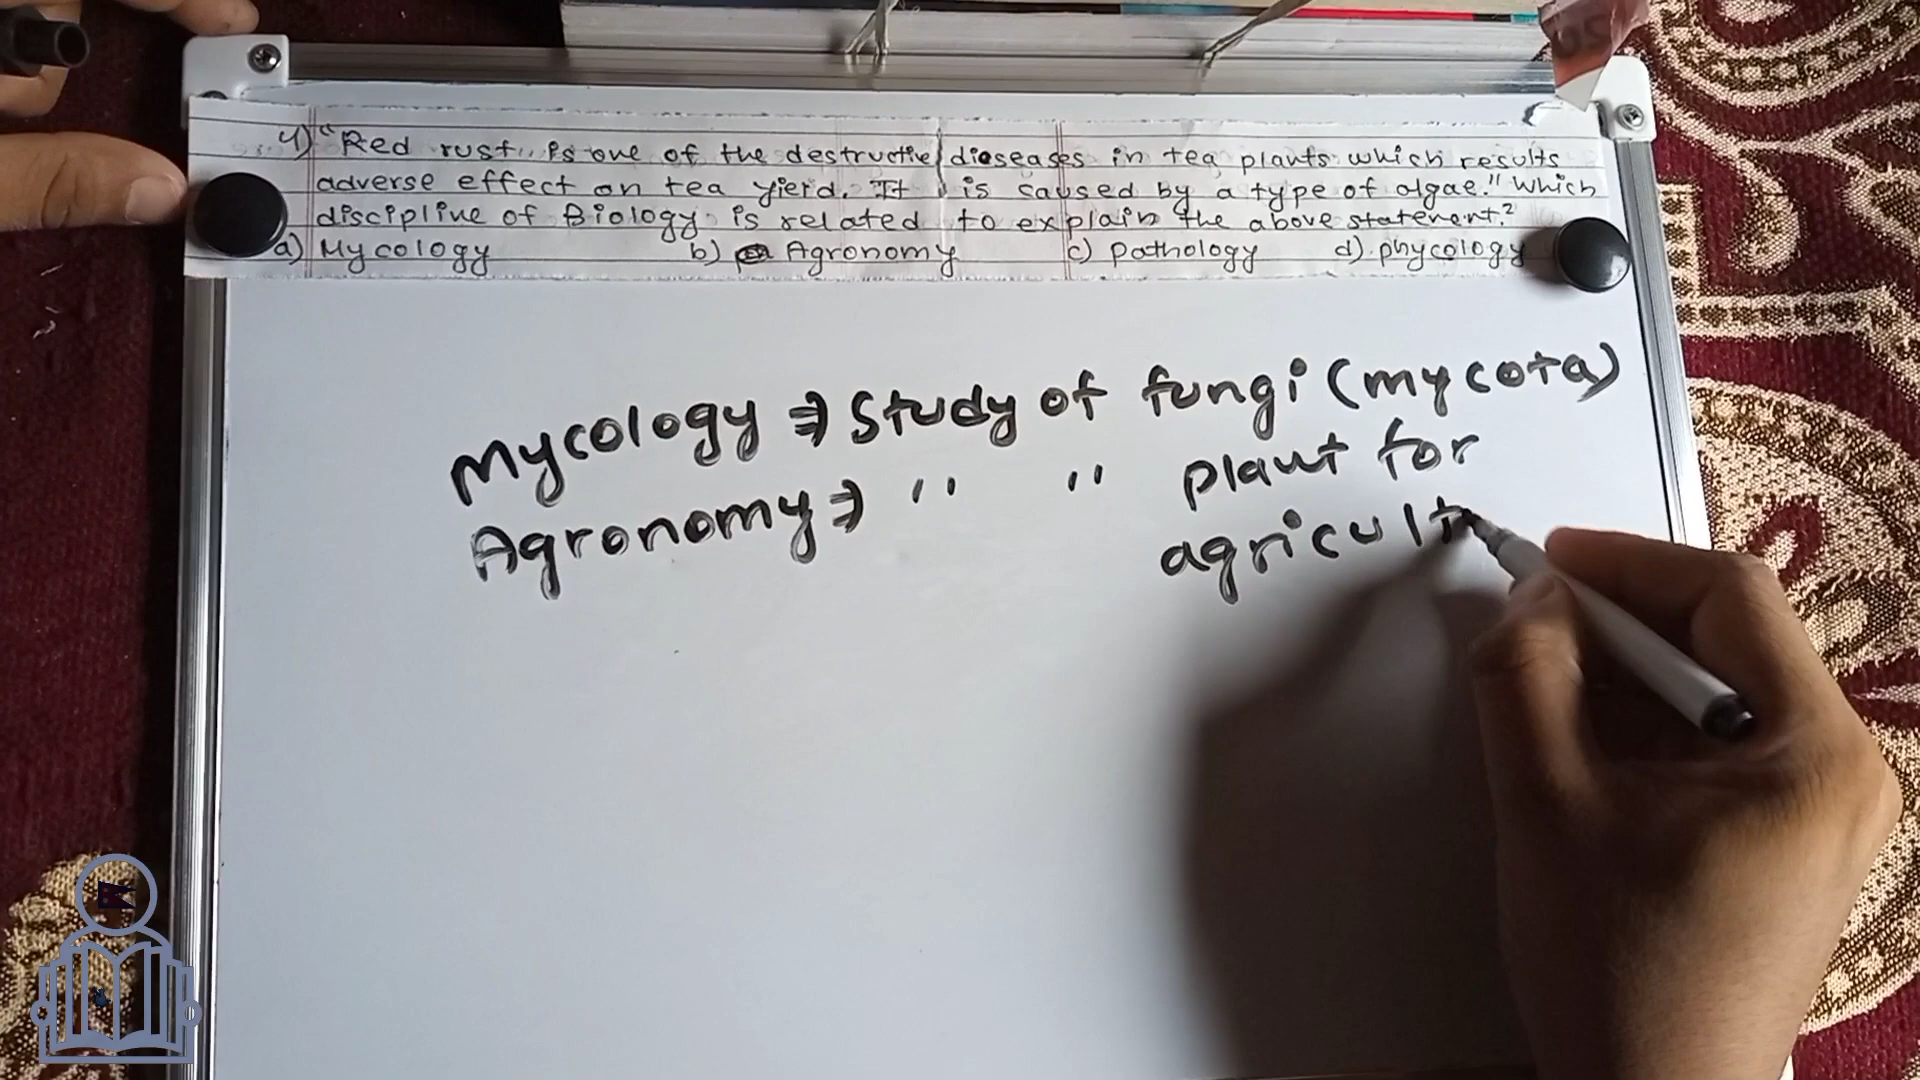 4) "Red rust" is one of the destructive dioseases in tea plants which results
adverse effect on tea yield. It is saused by a type of algae." Which
discipline of Biology is related to explain the above statement?
a) Mycology b) Agronomy c) pathology d) phycology
Mycology ⇒ Study of fungi (mycota)
Agronomy ⇒ " " plant for
agricult